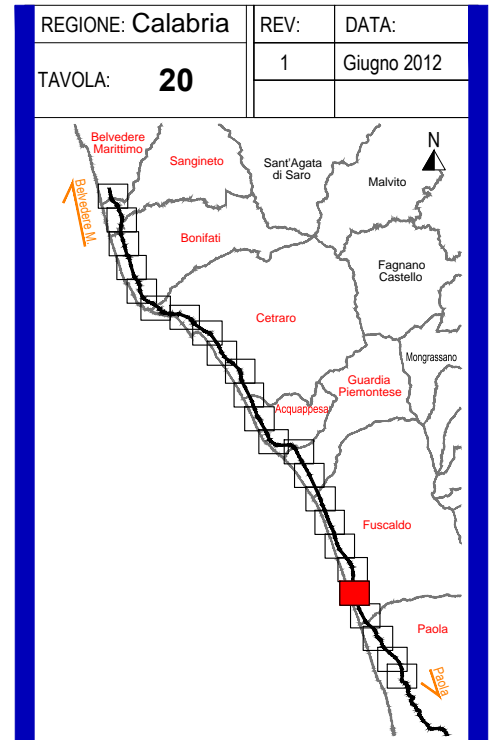 REGIONE: Calabria
REV:
DATA:
TAVOLA: 20
1
Giugno 2012
Belvedere
Marittimo
Sangineto
Sant'Agata
di Saro
Malvito
N
Belvedere M.
Bonifati
Fagnano
Castello
Cetraro
Mongrassano
Guardia
Piemontese
Acquappesa
Fuscaldo
Paola
Paola